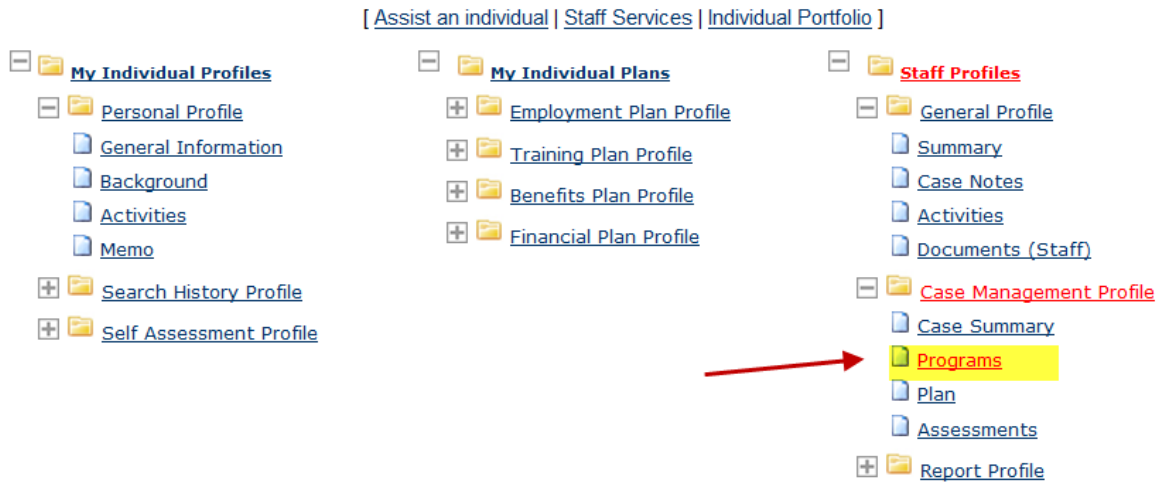 [ Assist an individual | Staff Services | Individual Portfolio ]
My Individual Profiles
Personal Profile
General Information
Background
Activities
Memo
Search History Profile
Self Assessment Profile
My Individual Plans
Employment Plan Profile
Training Plan Profile
Benefits Plan Profile
Financial Plan Profile
Staff Profiles
General Profile
Summary
Case Notes
Activities
Documents (Staff)
Case Management Profile
Case Summary
Programs
Plan
Assessments
Report Profile